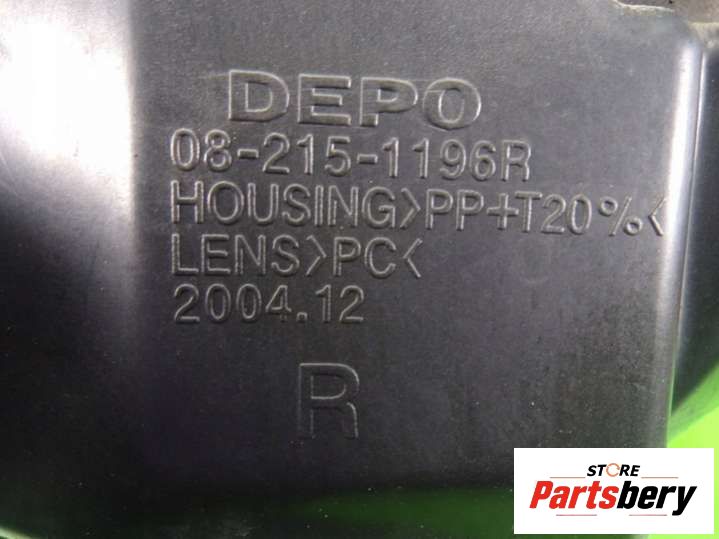 DEPO
08-215-1196R
HOUSING>PP+T20%<
LENS>PC<
2004.12
R
STORE
Partsbery